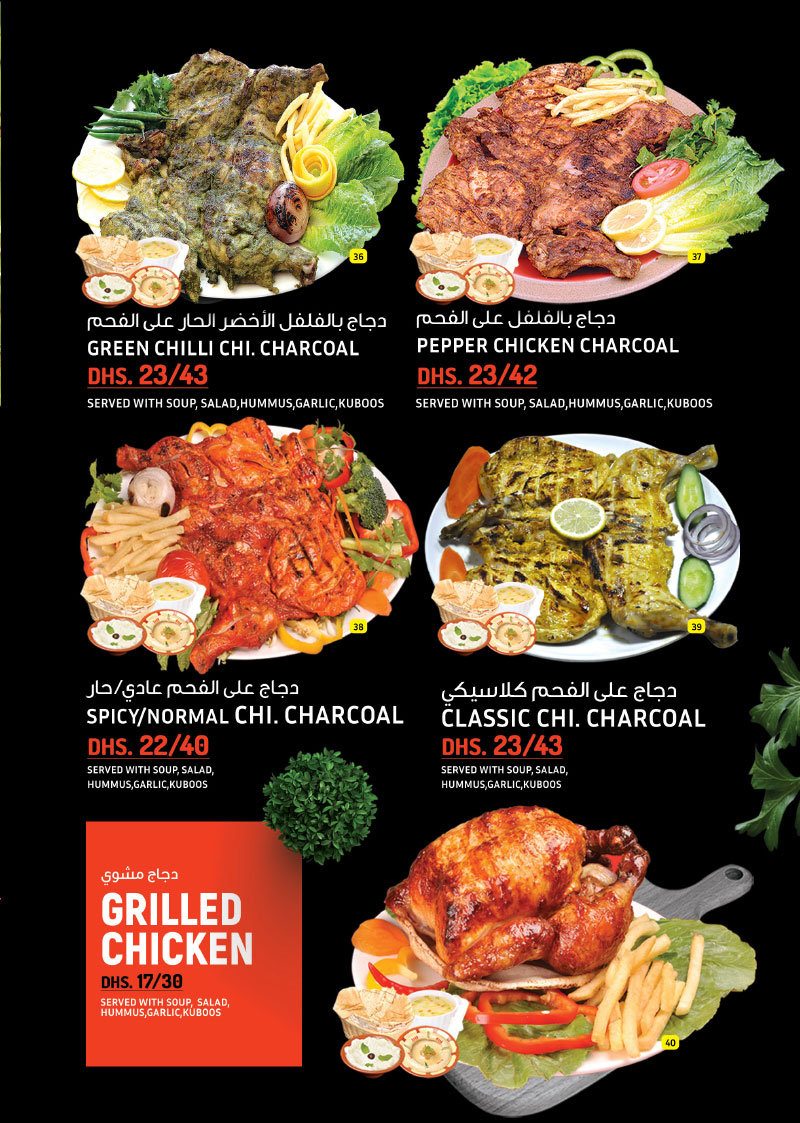 36
دجاج بالفلفل الأخضر الحار على الفحم
GREEN CHILLI CHI. CHARCOAL
DHS. 23/43
SERVED WITH SOUP, SALAD,HUMMUS,GARLIC,KUBOOS
37
دجاج بالفلفل على الفحم
PEPPER CHICKEN CHARCOAL
DHS. 23/42
SERVED WITH SOUP, SALAD,HUMMUS,GARLIC,KUBOOS
38
دجاج على الفحم عادي/حار
SPICY/NORMAL CHI. CHARCOAL
DHS. 22/40
SERVED WITH SOUP, SALAD,
HUMMUS,GARLIC,KUBOOS
39
دجاج على الفحم كلاسيكي
CLASSIC CHI. CHARCOAL
DHS. 23/43
SERVED WITH SOUP, SALAD,
HUMMUS,GARLIC,KUBOOS
دجاج مشوي
GRILLED
CHICKEN
DHS. 17/30
SERVED WITH SOUP, SALAD,
HUMMUS,GARLIC,KUBOOS
40